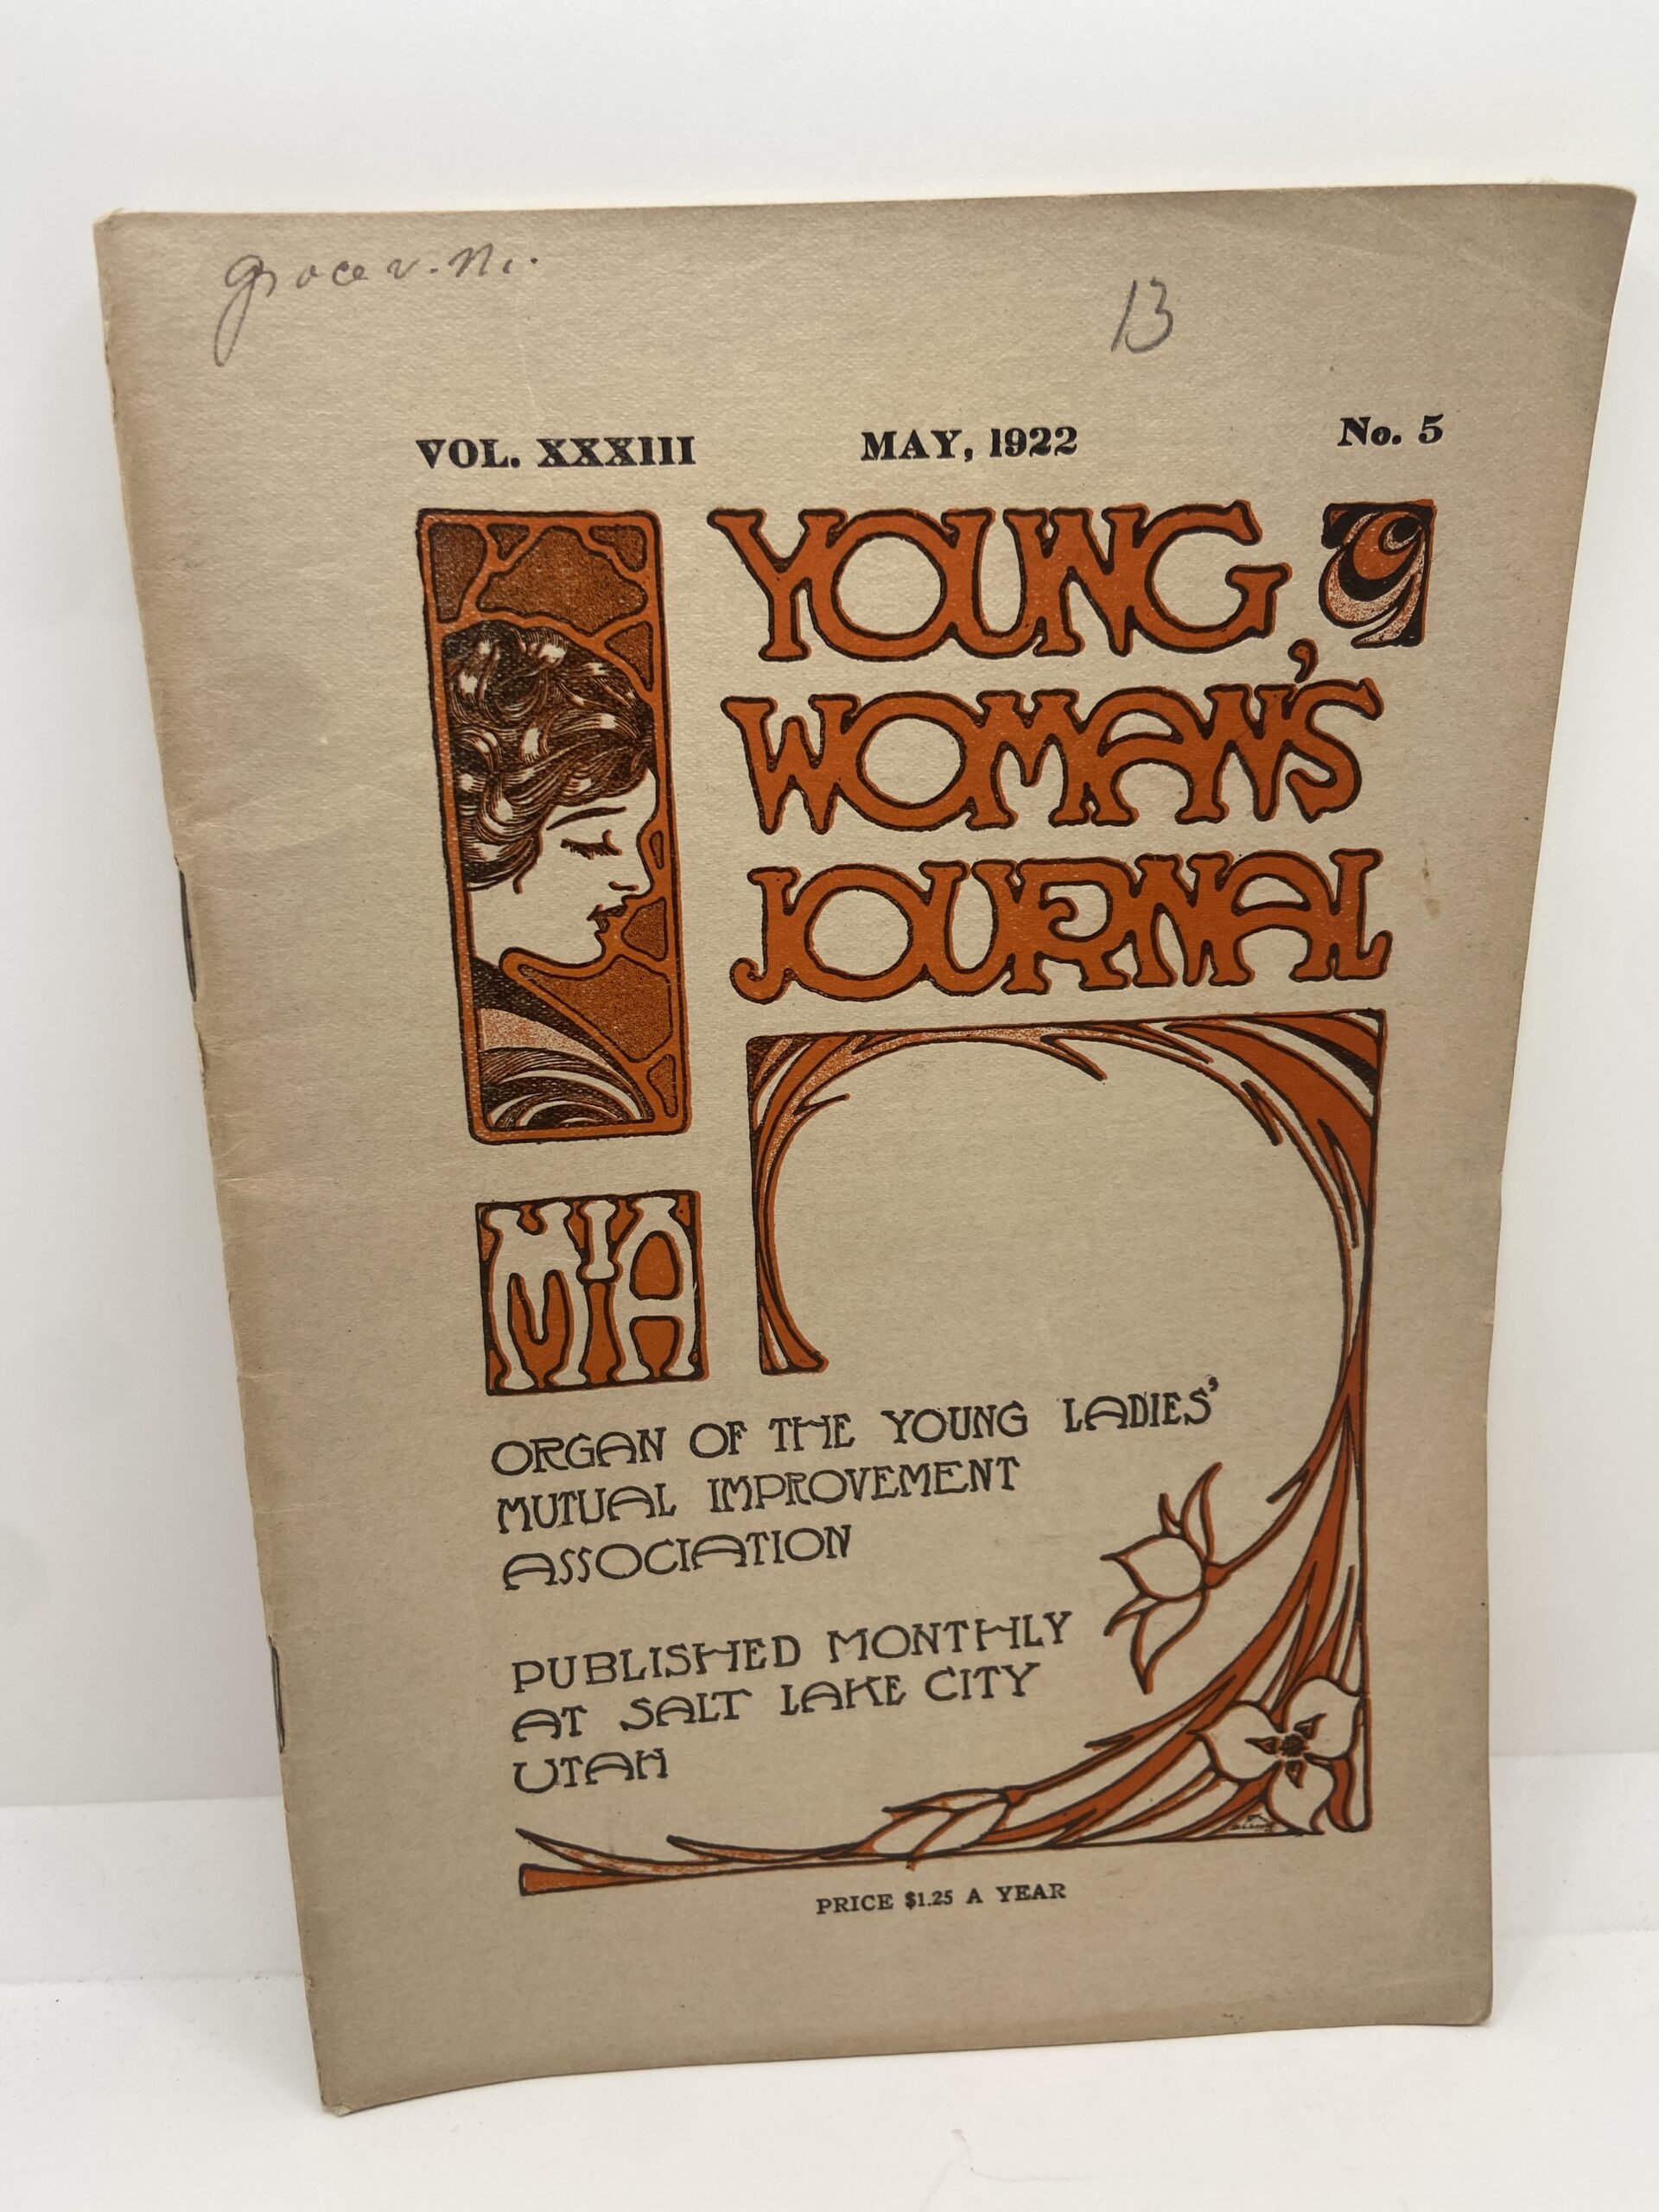 Grace v. N.
13
VOL. XXXIII MAY, 1922 No. 5
YOUNG
WOMAN'S
JOURNAL
MIA
ORGAN OF THE YOUNG LADIES'
MUTUAL IMPROVEMENT
ASSOCIATION
PUBLISHED MONTHLY
AT SALT LAKE CITY
UTAH
PRICE $1.25 A YEAR